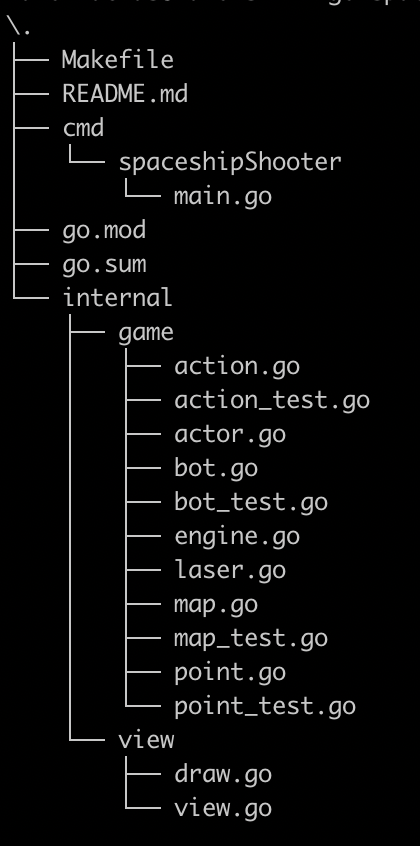 \.
├── Makefile
├── README.md
├── cmd
│   └── spaceshipShooter
│       └── main.go
├── go.mod
├── go.sum
└── internal
    ├── game
    │   ├── action.go
    │   ├── action_test.go
    │   ├── actor.go
    │   ├── bot.go
    │   ├── bot_test.go
    │   ├── engine.go
    │   ├── laser.go
    │   ├── map.go
    │   ├── map_test.go
    │   ├── point.go
    │   └── point_test.go
    └── view
        ├── draw.go
        └── view.go